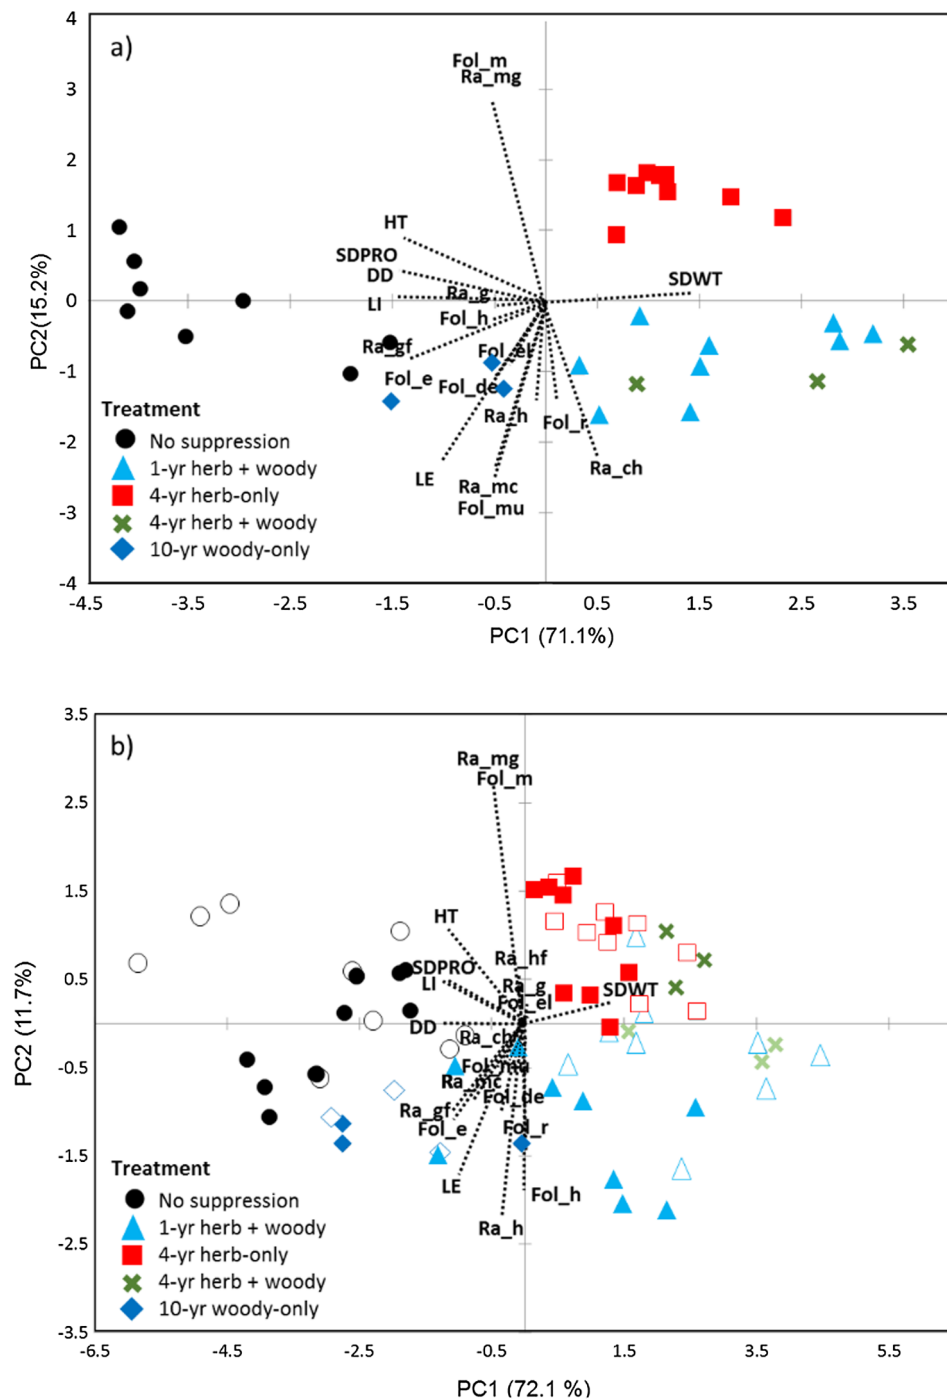 4
a)
Fol_m
Ra_mg
3
2
HT
1
SDPRO
DD
SDWT
Ra_g
LI
0
Fol_h
PC2(15.2%)
Ra_gf
Fol_el
-1
Fol_e
Fol_de
Treatment
Ra_h
Fol_r
No suppression
-2
1-yr herb + woody
Ra_ch
LE
Ra_mc
4-yr herb-only
Fol_mu
-3
4-yr herb + woody
10-yr woody-only
-4
-4.5 -3.5 -2.5 -1.5 -0.5 0.5 1.5 2.5 3.5
PC1 (71.1%)
3.5
b)
Ra_mg
Fol_m
2.5
1.5
HT
Ra_hf
SDPRO
LI
0.5
Ra_g
SDWT
Fol_el
DD
PC2 (11.7%)
Ra_ch
Fol_mu
-0.5
Ra_mc
Fol_de
Ra_gf
Fol_e
Fol_r
-1.5
Treatment
LE
Fol_h
No suppression
Ra_h
1-yr herb + woody
-2.5
4-yr herb-only
4-yr herb + woody
10-yr woody-only
-3.5
-6.5 -4.5 -2.5 -0.5 1.5 3.5 5.5
PC1 (72.1 %)